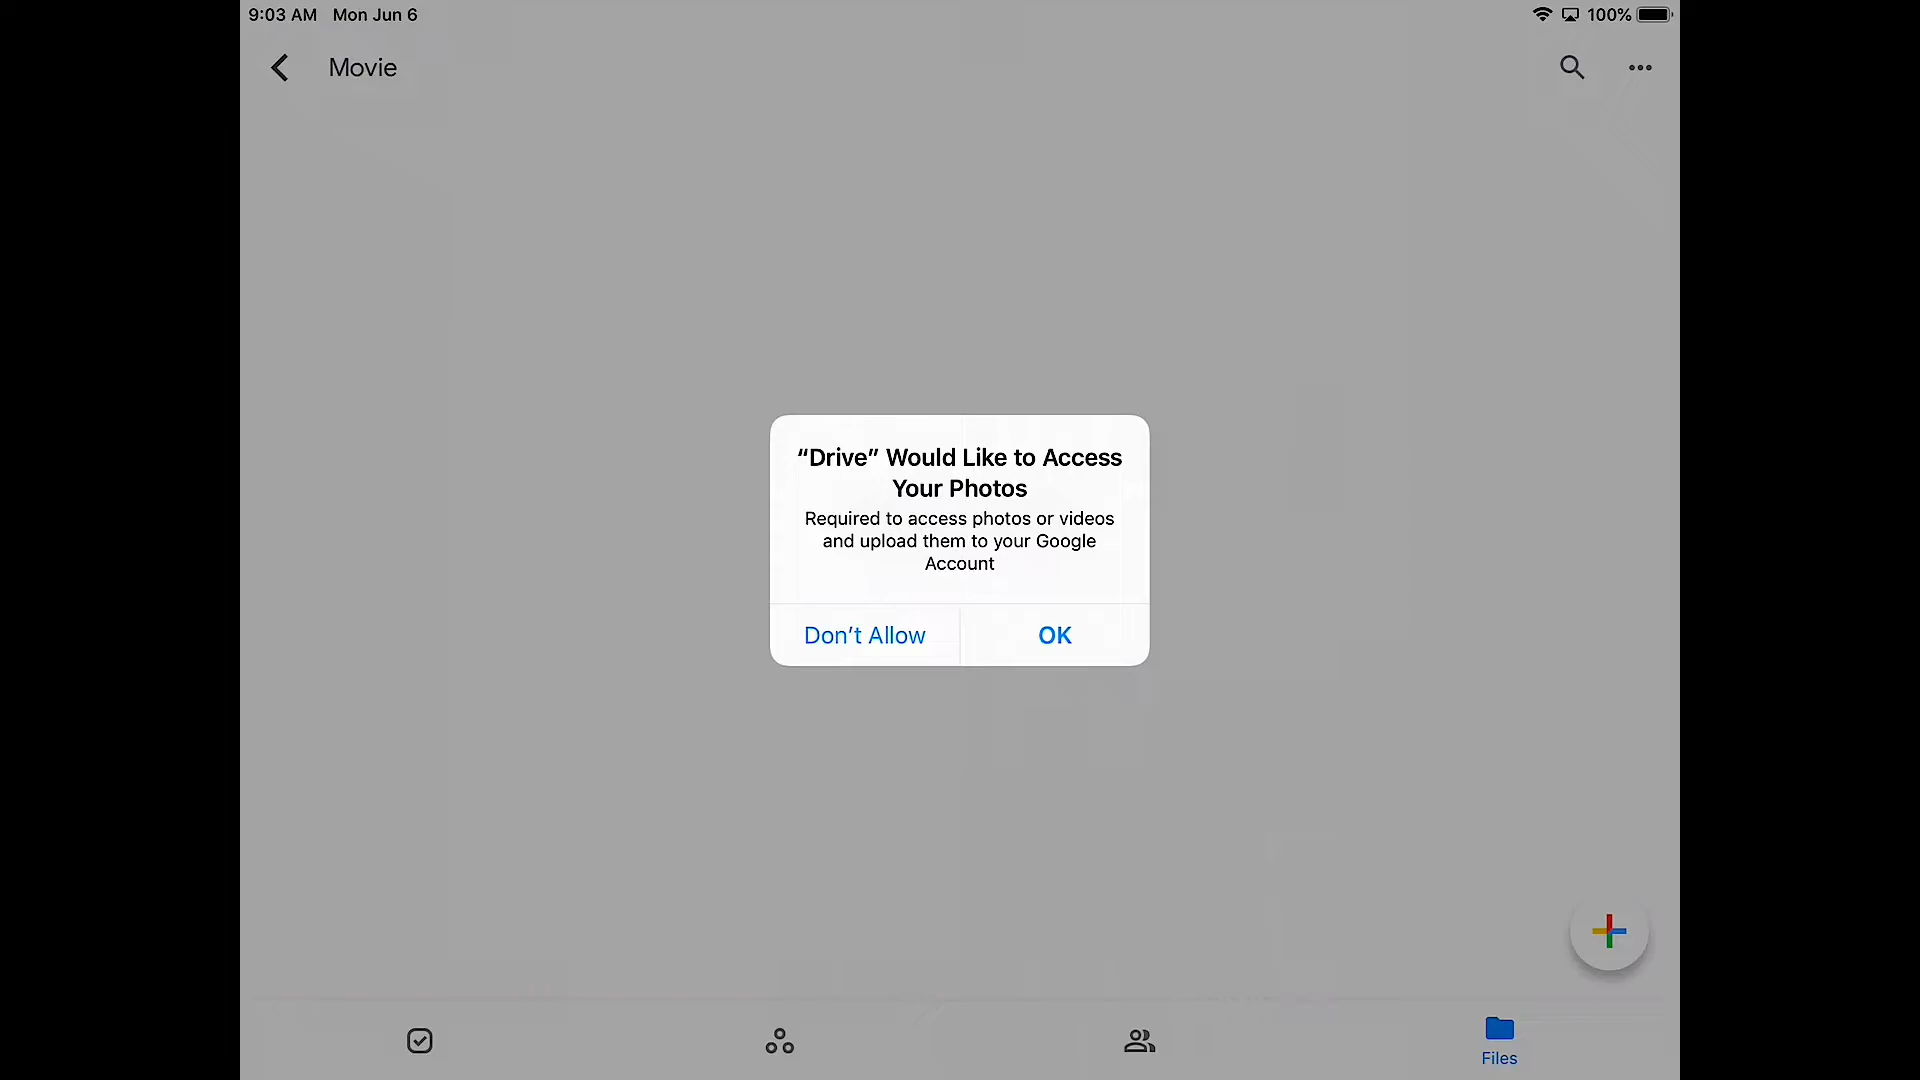 9:03 AM Mon Jun 6
100%
Movie
“Drive” Would Like to Access
Your Photos
Required to access photos or videos
and upload them to your Google
Account
Don’t Allow
OK
Files